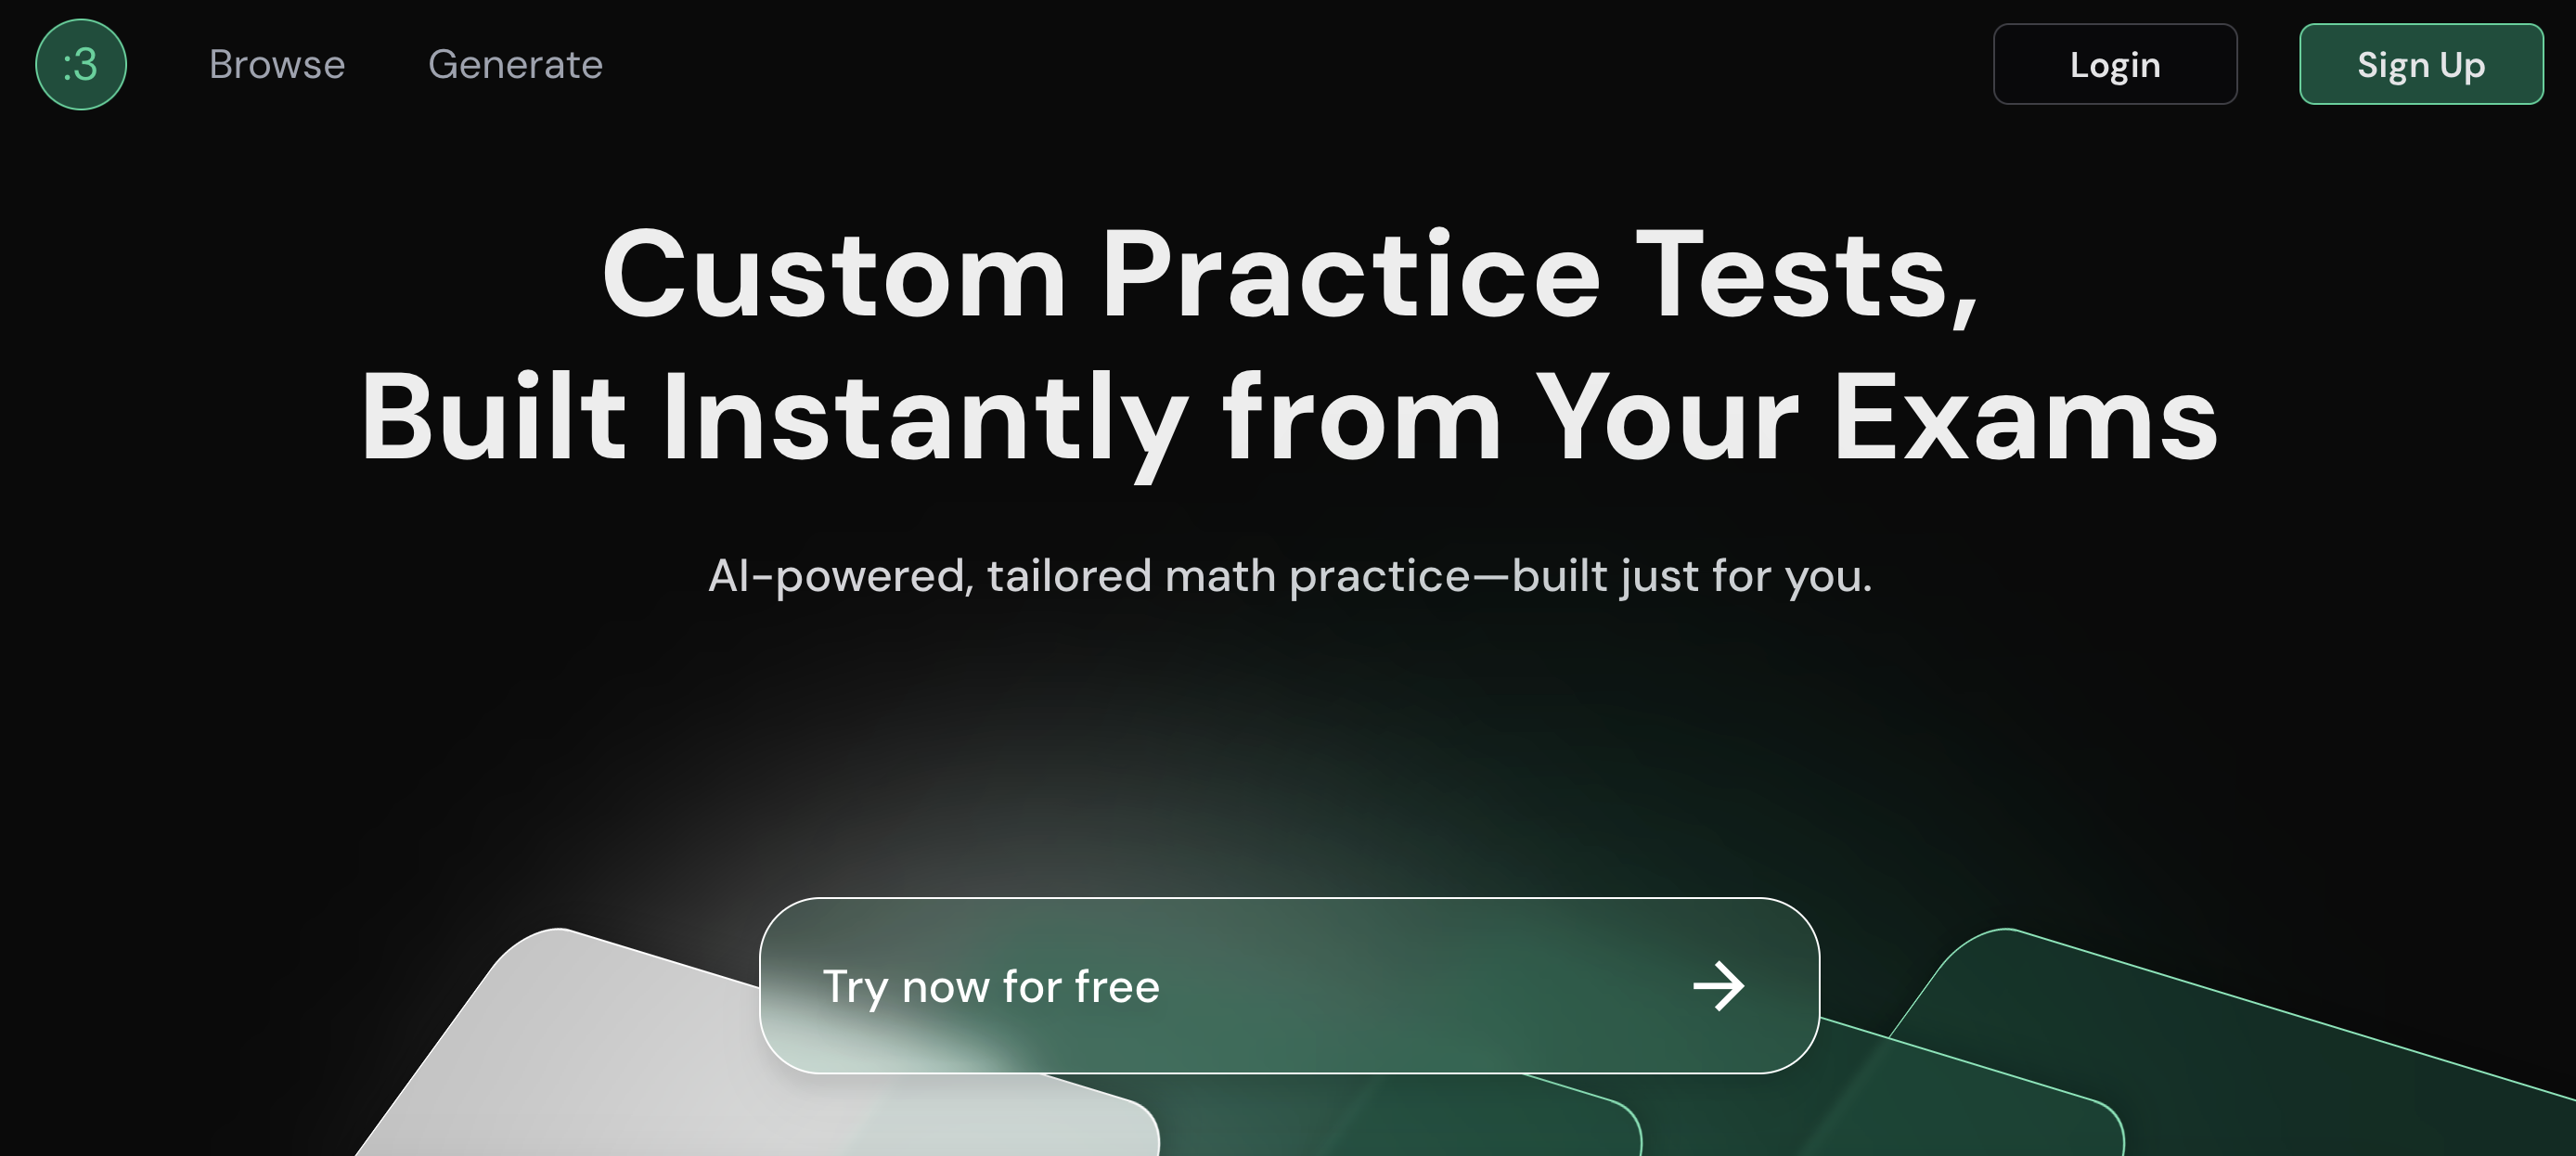 :3
Browse
Generate
Login
Sign Up
Custom Practice Tests,
Built Instantly from Your Exams
AI-powered, tailored math practice—built just for you.
Try now for free